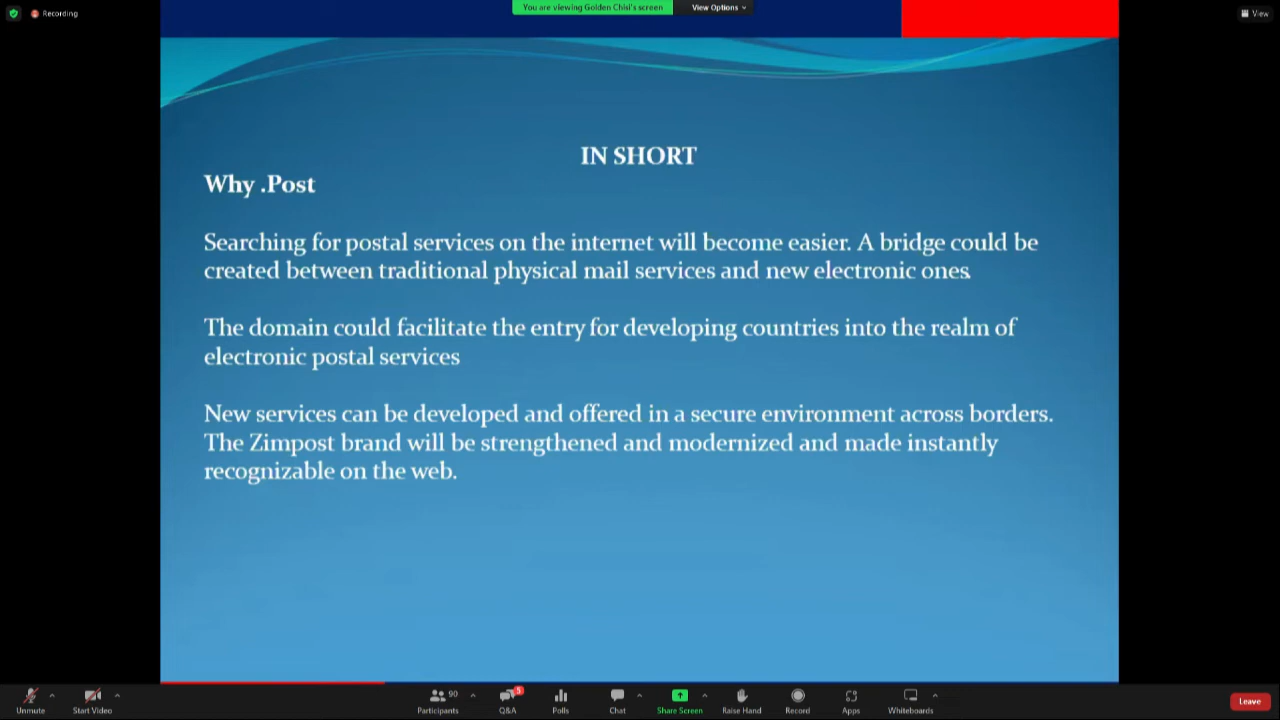 Recording
You are viewing Golden Chisi's screen
View Options
View
IN SHORT
Why .Post
Searching for postal services on the internet will become easier. A bridge could be
created between traditional physical mail services and new electronic ones.
The domain could facilitate the entry for developing countries into the realm of
electronic postal services
New services can be developed and offered in a secure environment across borders.
The Zimpost brand will be strengthened and modernized and made instantly
recognizable on the web.
90
5
Unmute
Start Video
Participants
Q&A
Polls
Chat
Share Screen
Raise Hand
Record
Apps
Whiteboards
Leave